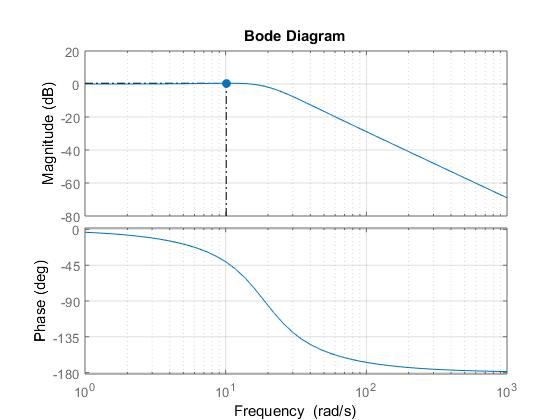 Bode Diagram
20
0
-20
-40
-60
-80
Magnitude (dB)
0
-45
-90
-135
-180
Phase (deg)
10^0 10^1 10^2 10^3
Frequency (rad/s)